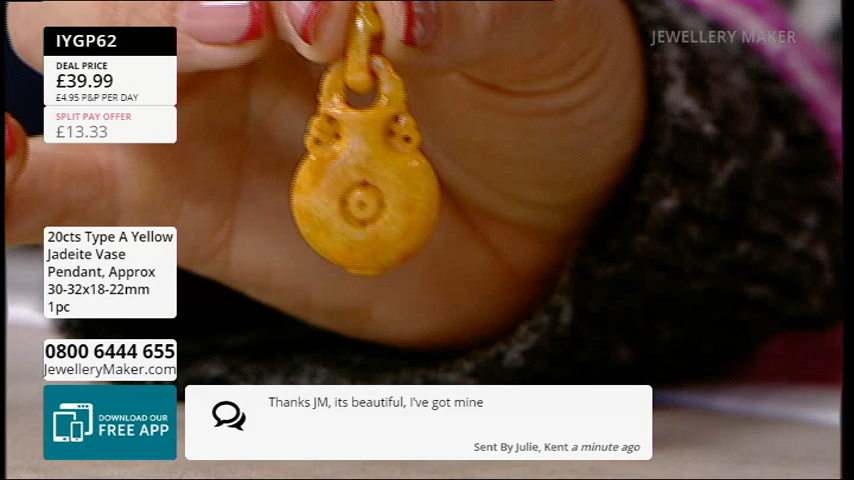 IYGP62
DEAL PRICE
£39.99
£4.95 P&P PER DAY
SPLIT PAY OFFER
£13.33
JEWELLERY MAKER
20cts Type A Yellow
Jadeite Vase
Pendant, Approx
30-32x18-22mm
1pc
0800 6444 655
JewelleryMaker.com
DOWNLOAD OUR
FREE APP
Thanks JM, its beautiful, I've got mine
Sent By Julie, Kent a minute ago